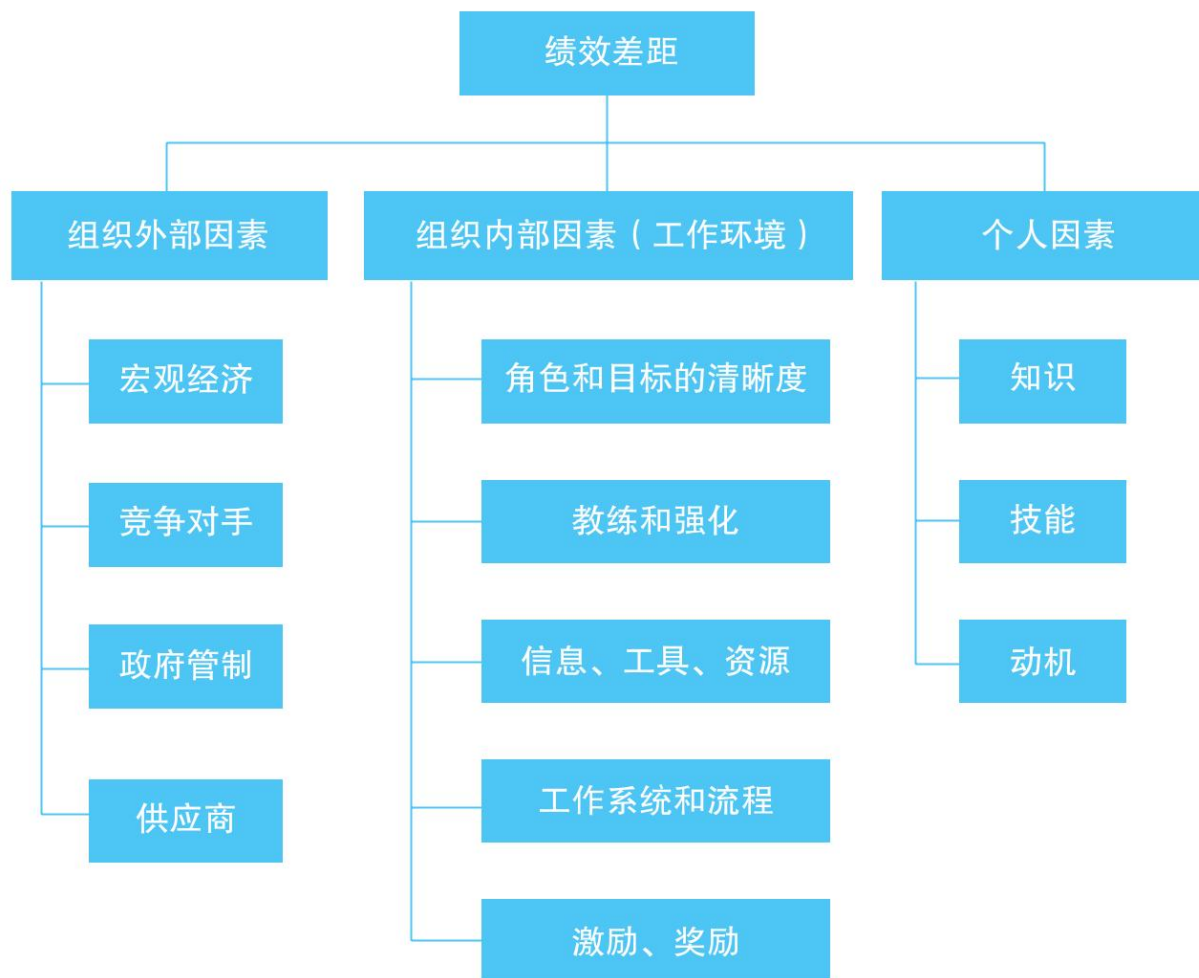 绩效差距
组织外部因素
宏观经济
竞争对手
政府管制
供应商
组织内部因素（工作环境）
角色和目标的清晰度
教练和强化
信息、工具、资源
工作系统和流程
激励、奖励
个人因素
知识
技能
动机